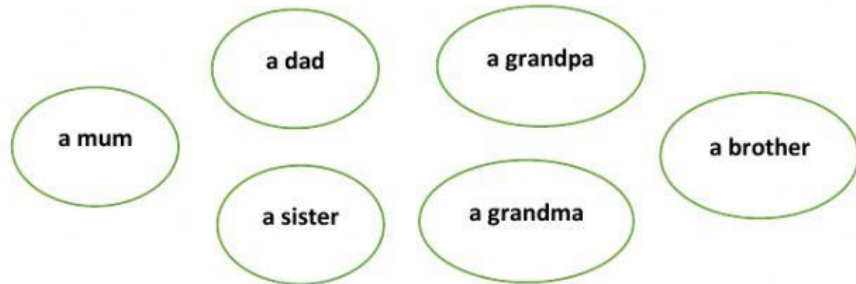 a dad
a grandpa
a mum
a brother
a sister
a grandma